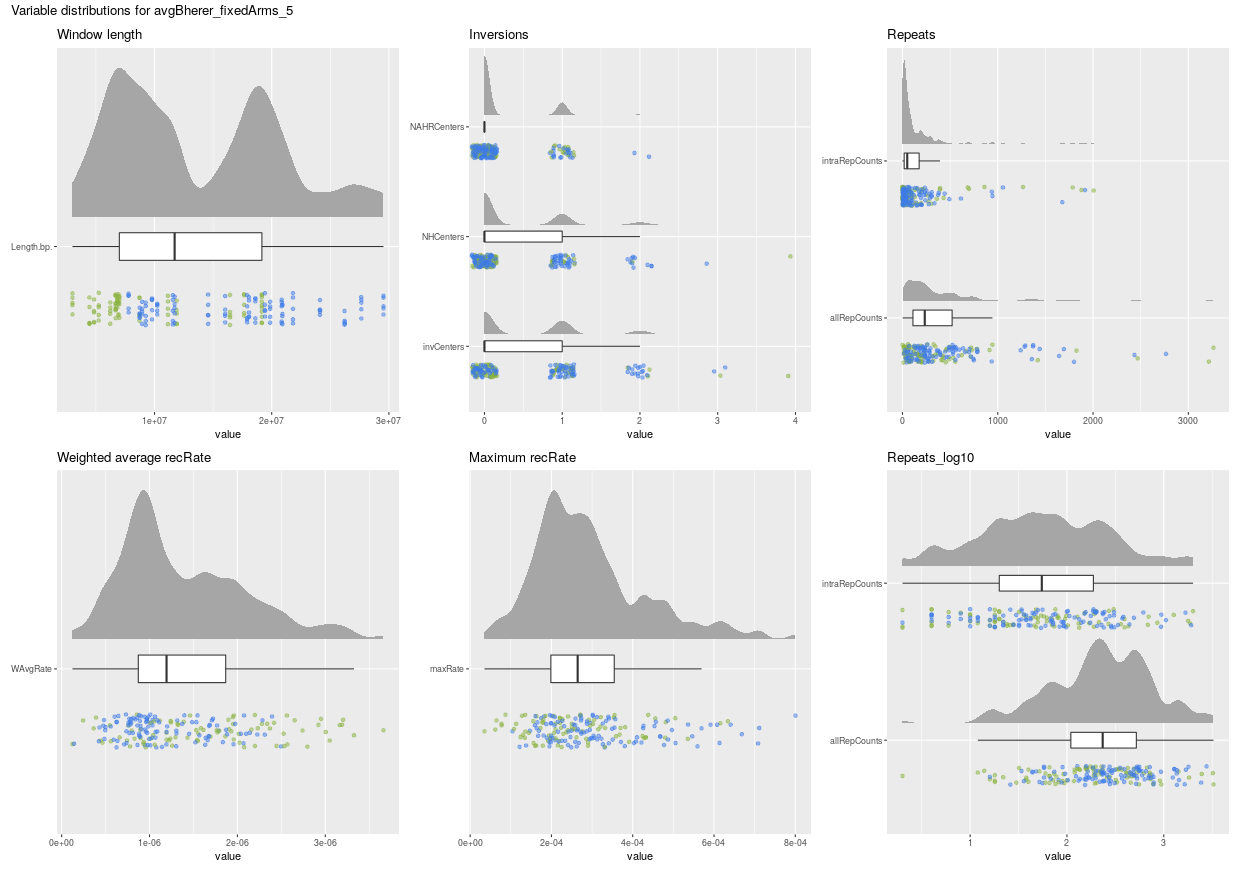 Variable distributions for avgBherer_fixedArms_5
Window length
Length.bp.
1e+07 2e+07 3e+07
value
Inversions
NAHRCenters
NHCenters
invCenters
0 1 2 3 4
value
Repeats
intraRepCounts
allRepCounts
0 1000 2000 3000
value
Weighted average recRate
WAvgRate
0e+00 1e-06 2e-06 3e-06
value
Maximum recRate
maxRate
0e+00 2e-04 4e-04 6e-04 8e-04
value
Repeats_log10
intraRepCounts
allRepCounts
1 2 3
value